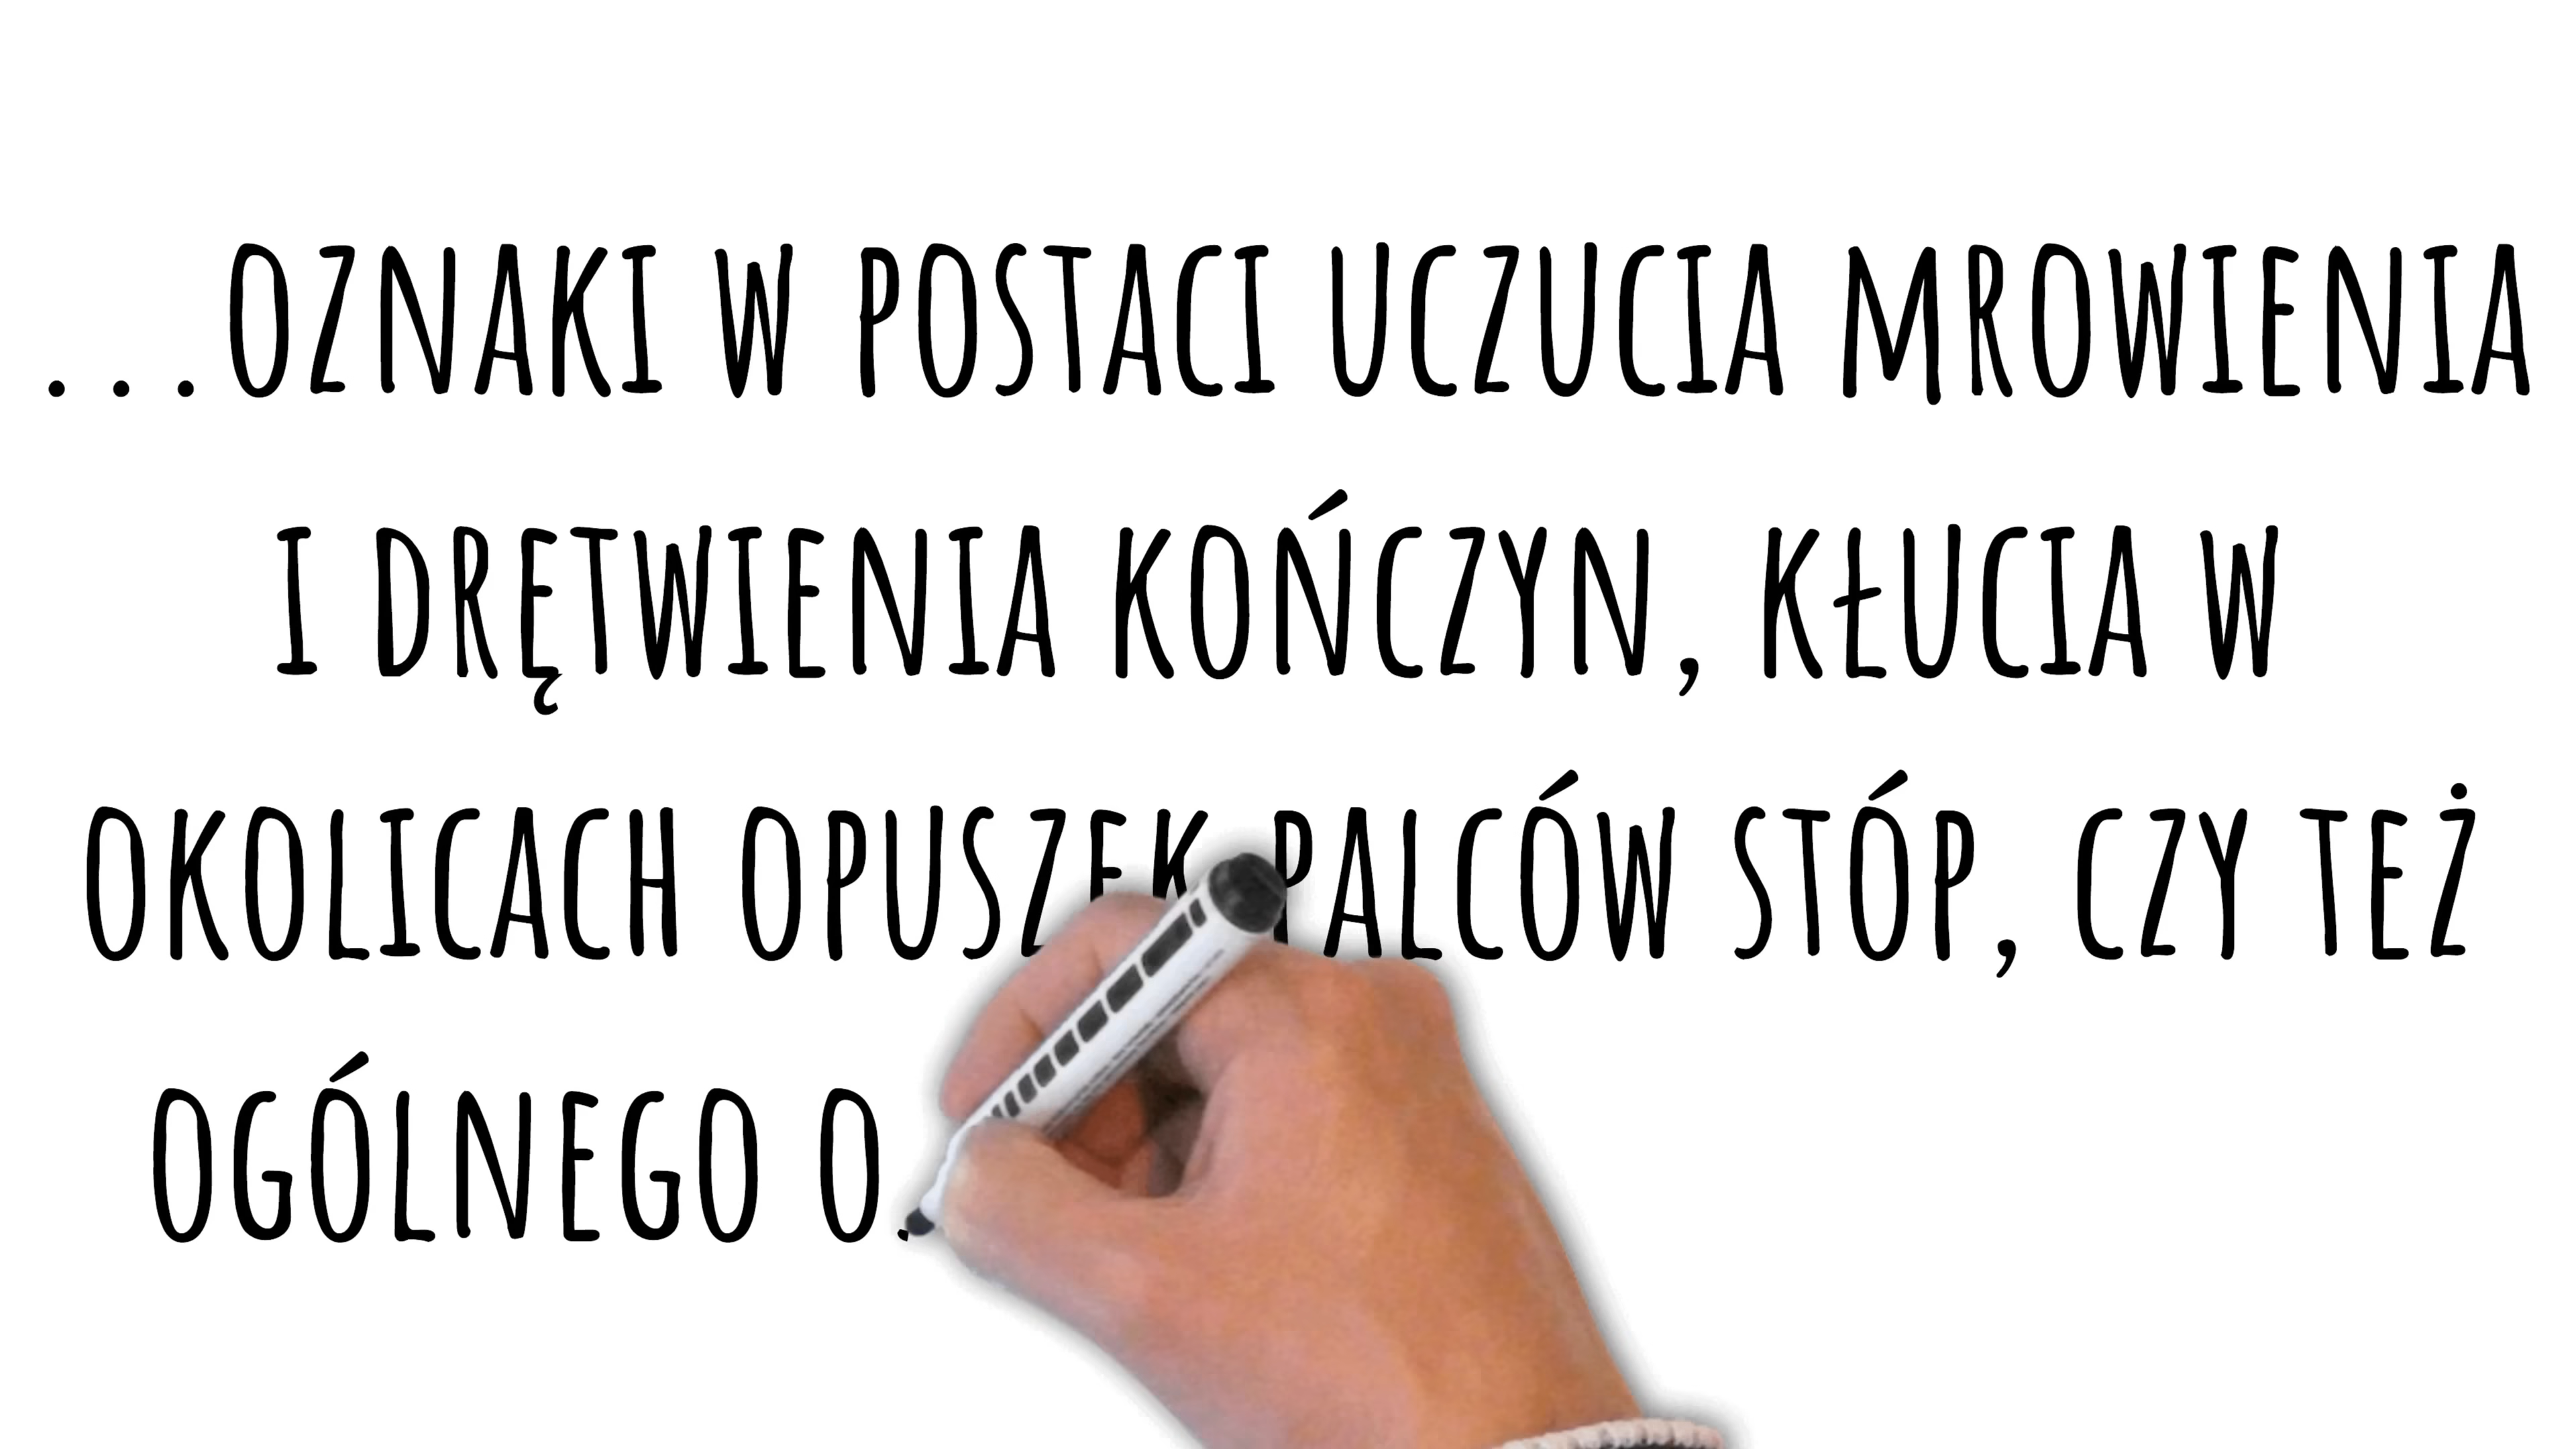 ...OZNAKI W POSTACI UCZUCIA MROWIENIA
I DRĘTWIENIA KOŃCZYN, KŁUCIA W
OKOLICACH OPUSZEK PALCÓW STÓP, CZY TEŻ
OGÓLNEGO